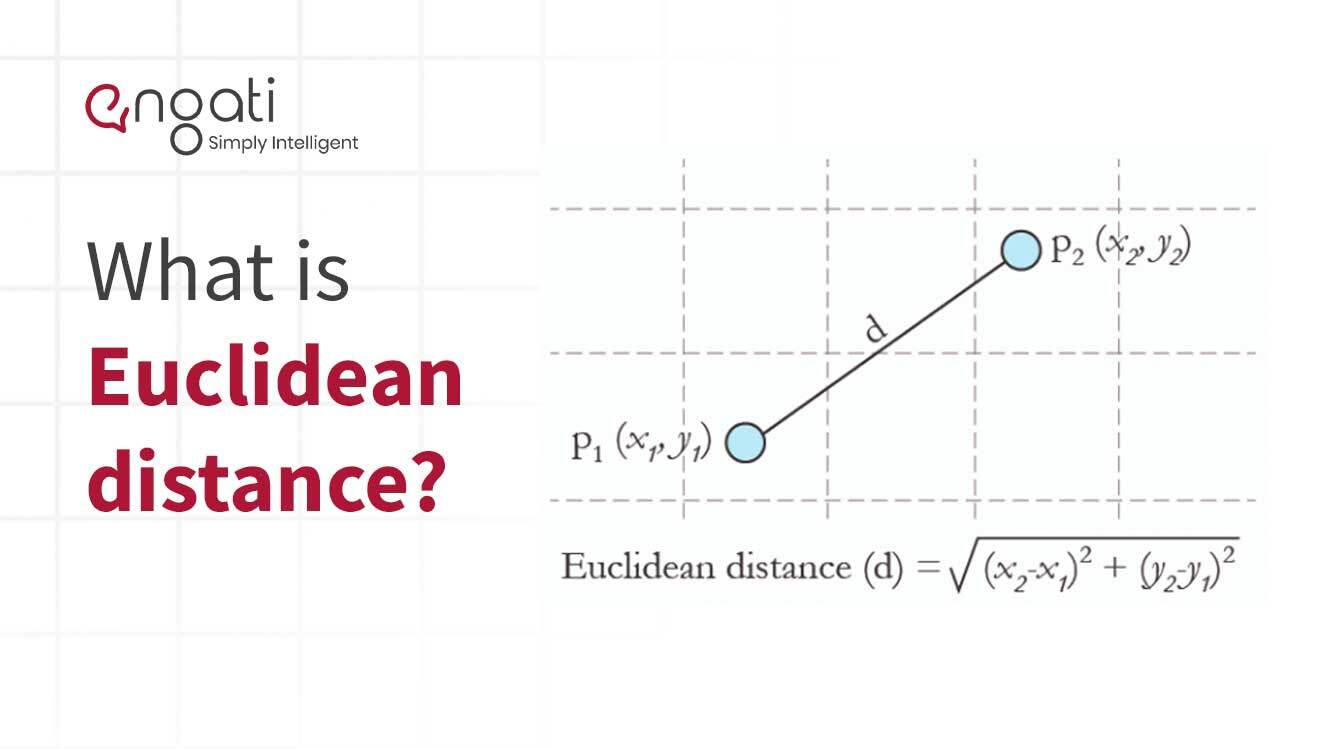 engati
Simply Intelligent
What is
Euclidean
distance?
p₂ (x₂, y₂)
d
p₁ (x₁, y₁)
Euclidean distance (d) = √(x₂-x₁)² + (y₂-y₁)²